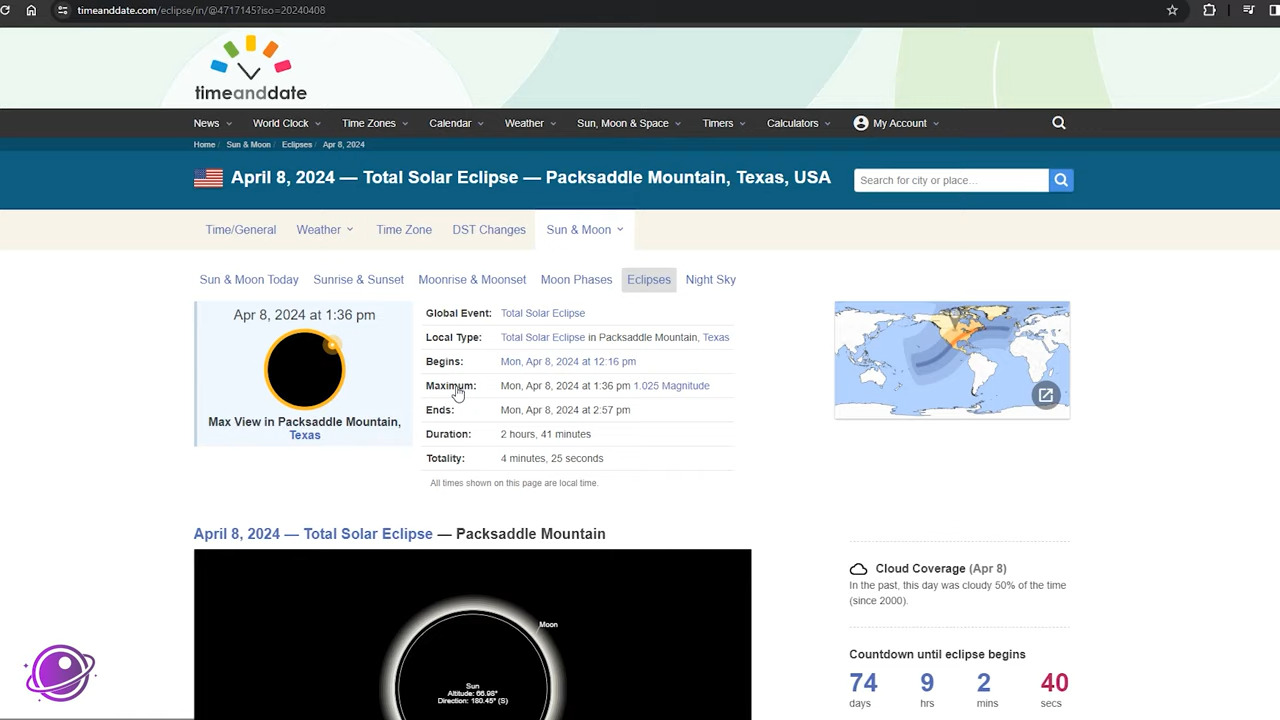 timeanddate.com/eclipse/in/@4717145?iso=20240408
timeanddate
News World Clock Time Zones Calendar Weather Sun, Moon & Space Timers Calculators My Account
Home Sun & Moon Eclipses Apr 8, 2024
April 8, 2024 — Total Solar Eclipse — Packsaddle Mountain, Texas, USA
Search for city or place…
Time/General Weather Time Zone DST Changes Sun & Moon
Sun & Moon Today Sunrise & Sunset Moonrise & Moonset Moon Phases Eclipses Night Sky
Apr 8, 2024 at 1:36 pm
Max View in Packsaddle Mountain,
Texas
Global Event: Total Solar Eclipse
Local Type: Total Solar Eclipse in Packsaddle Mountain, Texas
Begins: Mon, Apr 8, 2024 at 12:16 pm
Maximum: Mon, Apr 8, 2024 at 1:36 pm 1.025 Magnitude
Ends: Mon, Apr 8, 2024 at 2:57 pm
Duration: 2 hours, 41 minutes
Totality: 4 minutes, 25 seconds
All times shown on this page are local time.
April 8, 2024 — Total Solar Eclipse — Packsaddle Mountain
Moon
Sun
Altitude: 66.98°
Direction: 180.45° (S)
Cloud Coverage (Apr 8)
In the past, this day was cloudy 50% of the time
(since 2000).
Countdown until eclipse begins
74 9 2 40
days hrs mins secs